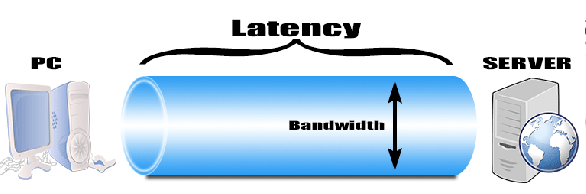 Latency
PC
SERVER
Bandwidth